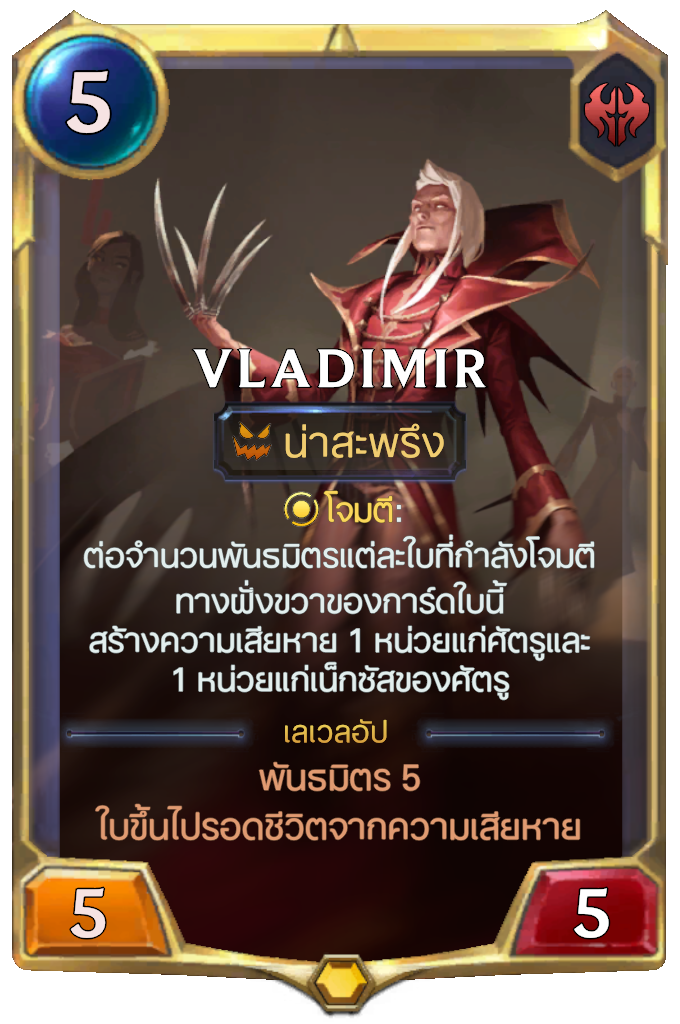 5
VLADIMIR
น่าสะพรึง
โจมตี:
ต่อจำนวนพันธมิตรแต่ละใบที่กำลังโจมตี
ทางฝั่งขวาของการ์ดใบนี้
สร้างความเสียหาย 1 หน่วยแก่ศัตรูและ
1 หน่วยแก่เน็กซัสของศัตรู
เลเวลอัป
พันธมิตร 5
ใบขึ้นไปรอดชีวิตจากความเสียหาย
5
5